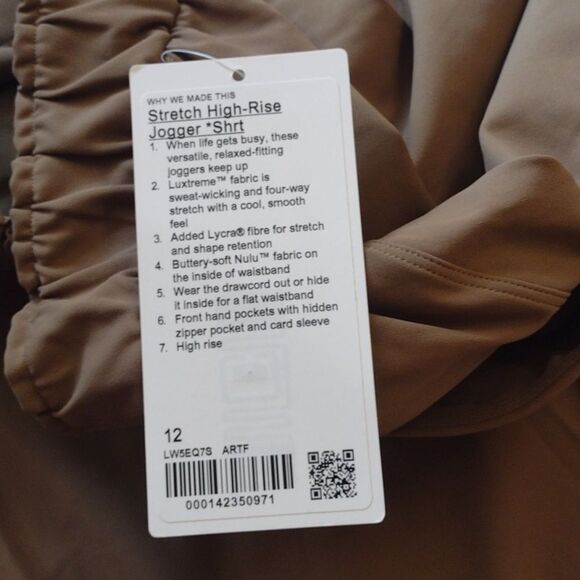 WHY WE MADE THIS
Stretch High-Rise
Jogger *Shrt
1. When life gets busy, these
versatile, relaxed-fitting
joggers keep up
2. Luxtreme™ fabric is
sweat-wicking and four-way
stretch with a cool, smooth
feel
3. Added Lycra® fibre for stretch
and shape retention
4. Buttery-soft Nulu™ fabric on
the inside of waistband
5. Wear the drawcord out or hide
it inside for a flat waistband
6. Front hand pockets with hidden
zipper pocket and card sleeve
7. High rise
12
LW5EQ7S ARTF
000142350971